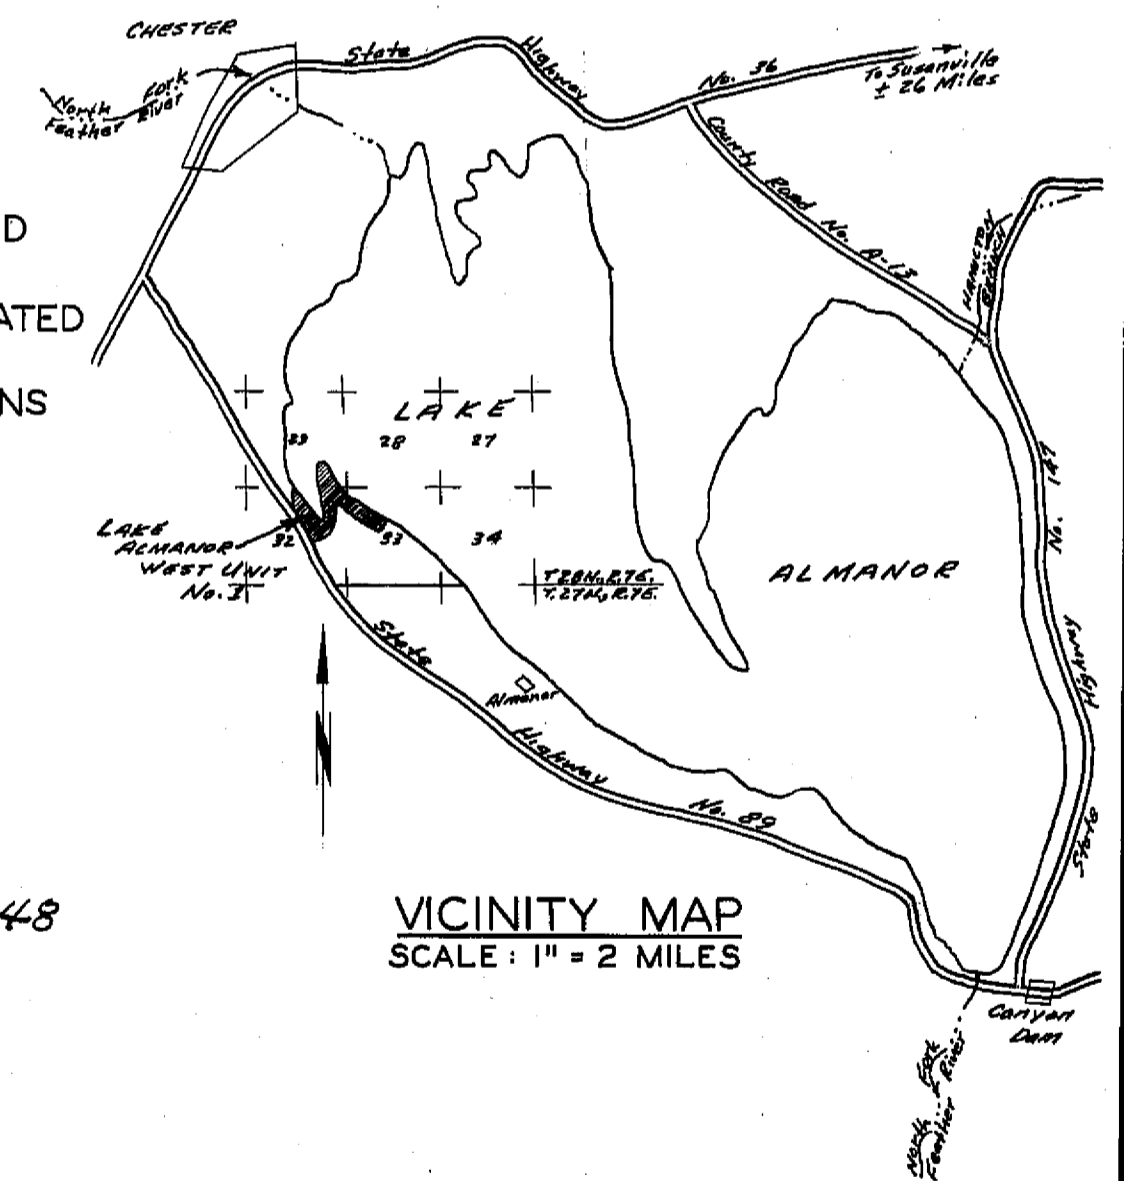 CHESTER
North Fork
Feather River
State Highway No. 36
To Susanville
± 26 Miles
County Road No. A-13
HAMILTON
BRANCH
D
ATED
NS
LAKE
28
27
LAKE
ALMANOR
WEST UNIT
No. 1
32
33
34
T.28N., R.7E.
T.27N., R.7E.
ALMANOR
State Highway No. 147
N
Almanor
State Highway No. 89
48
VICINITY MAP
SCALE : 1" = 2 MILES
Canyon
Dam
North Fork
Feather River